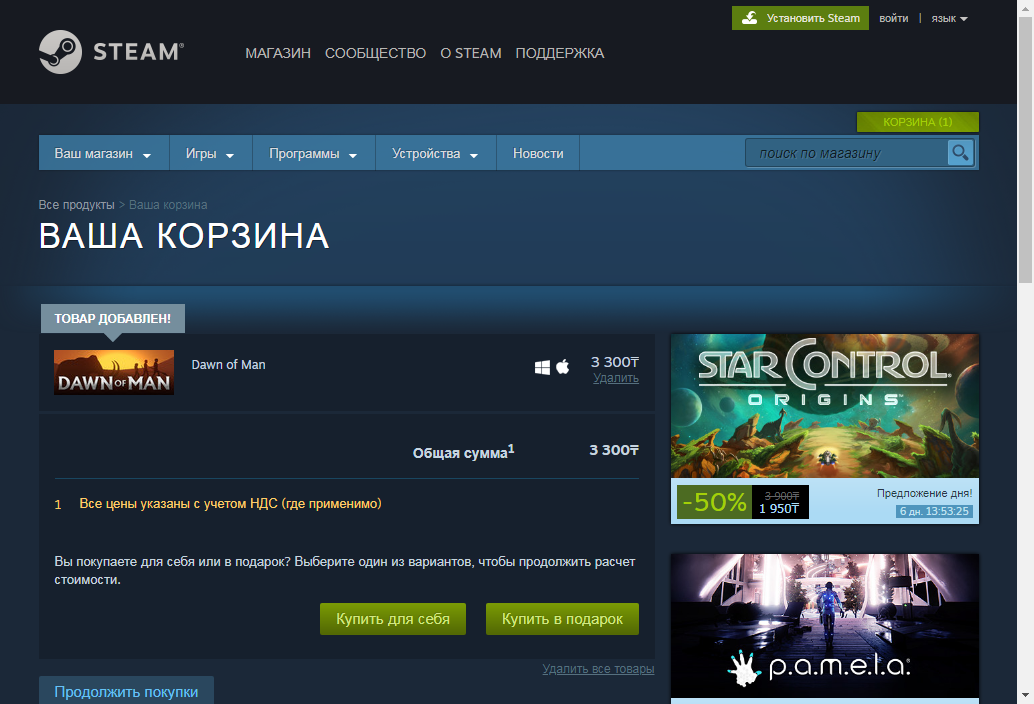 Установить Steam
войти | язык
STEAM®
МАГАЗИН СООБЩЕСТВО О STEAM ПОДДЕРЖКА
КОРЗИНА (1)
Ваш магазин Игры Программы Устройства Новости
поиск по магазину
Все продукты > Ваша корзина
ВАША КОРЗИНА
ТОВАР ДОБАВЛЕН!
DAWN OF MAN
Dawn of Man
3 300₸
Удалить
Общая сумма1 3 300₸
1 Все цены указаны с учетом НДС (где применимо)
Вы покупаете для себя или в подарок? Выберите один из вариантов, чтобы продолжить расчет
стоимости.
Купить для себя Купить в подарок
Удалить все товары
Продолжить покупки
STAR CONTROL®
ORIGINS™
-50%
3 900₸
1 950₸
Предложение дня!
6 дн. 13:53:25
p.a.m.e.l.a.®